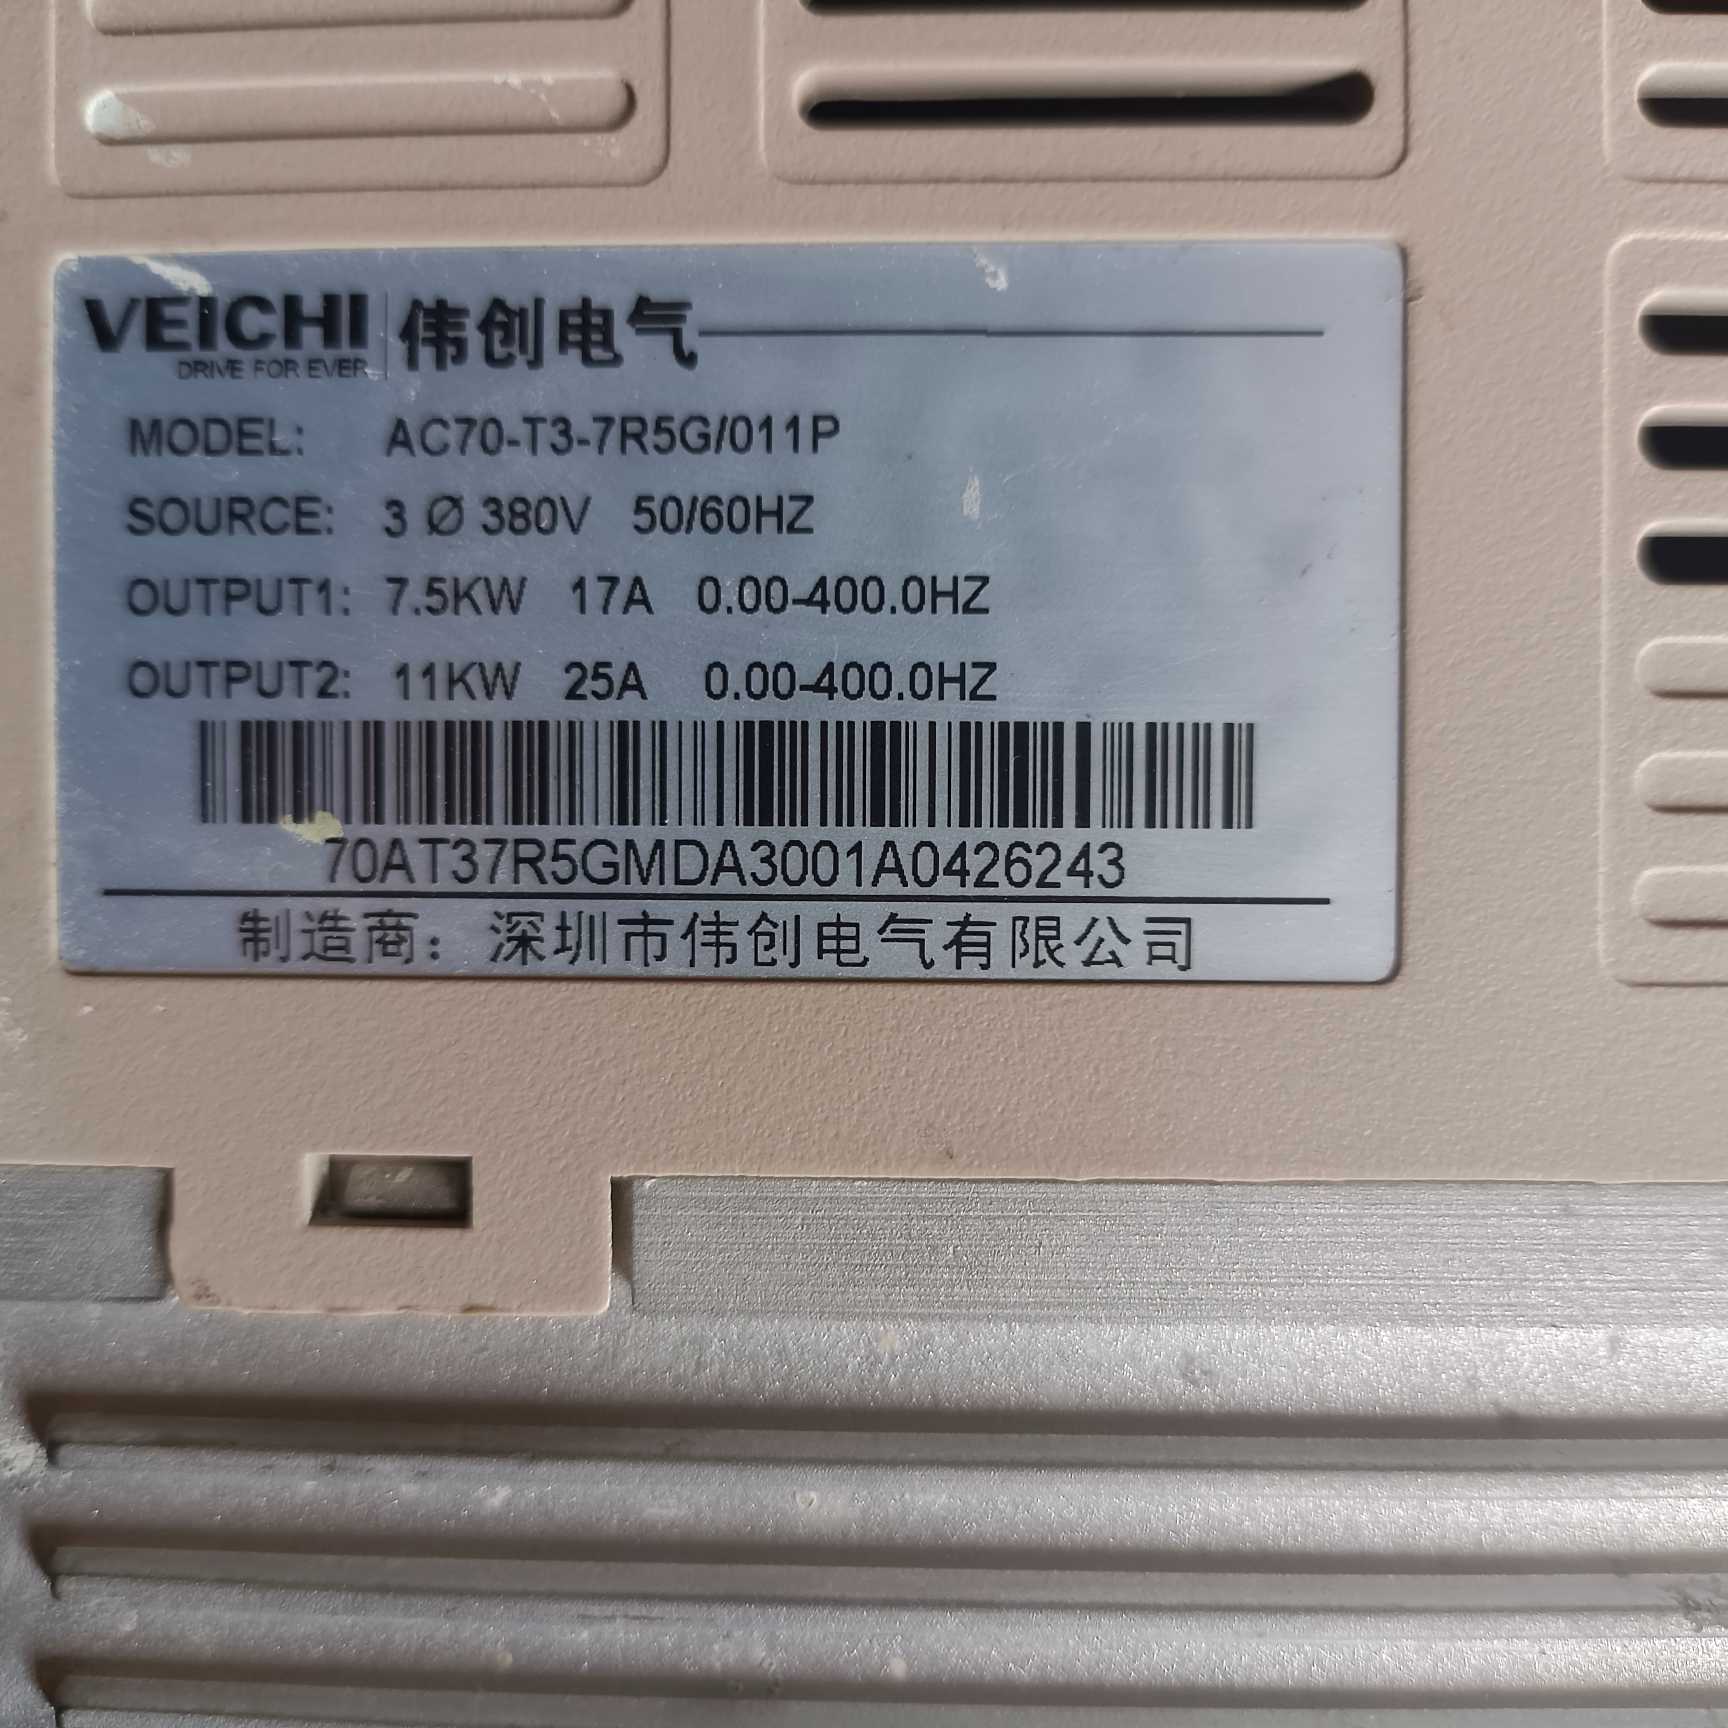 VEICHI 伟创电气
DRIVE FOR EVER
MODEL: AC70-T3-7R5G/011P
SOURCE: 3 Ø 380V 50/60HZ
OUTPUT1: 7.5KW 17A 0.00-400.0HZ
OUTPUT2: 11KW 25A 0.00-400.0HZ
70AT37R5GMDA3001A0426243
制造商：深圳市伟创电气有限公司